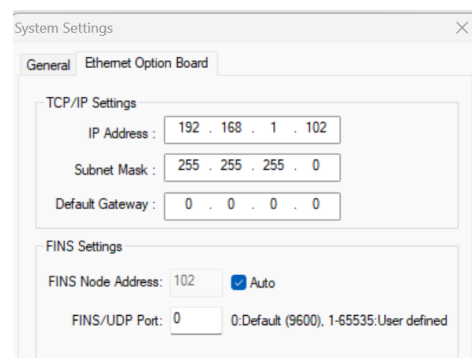 System Settings
General Ethernet Option Board
TCP/IP Settings
IP Address : 192 . 168 . 1 . 102
Subnet Mask : 255 . 255 . 255 . 0
Default Gateway : 0 . 0 . 0 . 0
FINS Settings
FINS Node Address: 102 Auto
FINS/UDP Port: 0 0:Default (9600), 1-65535:User defined